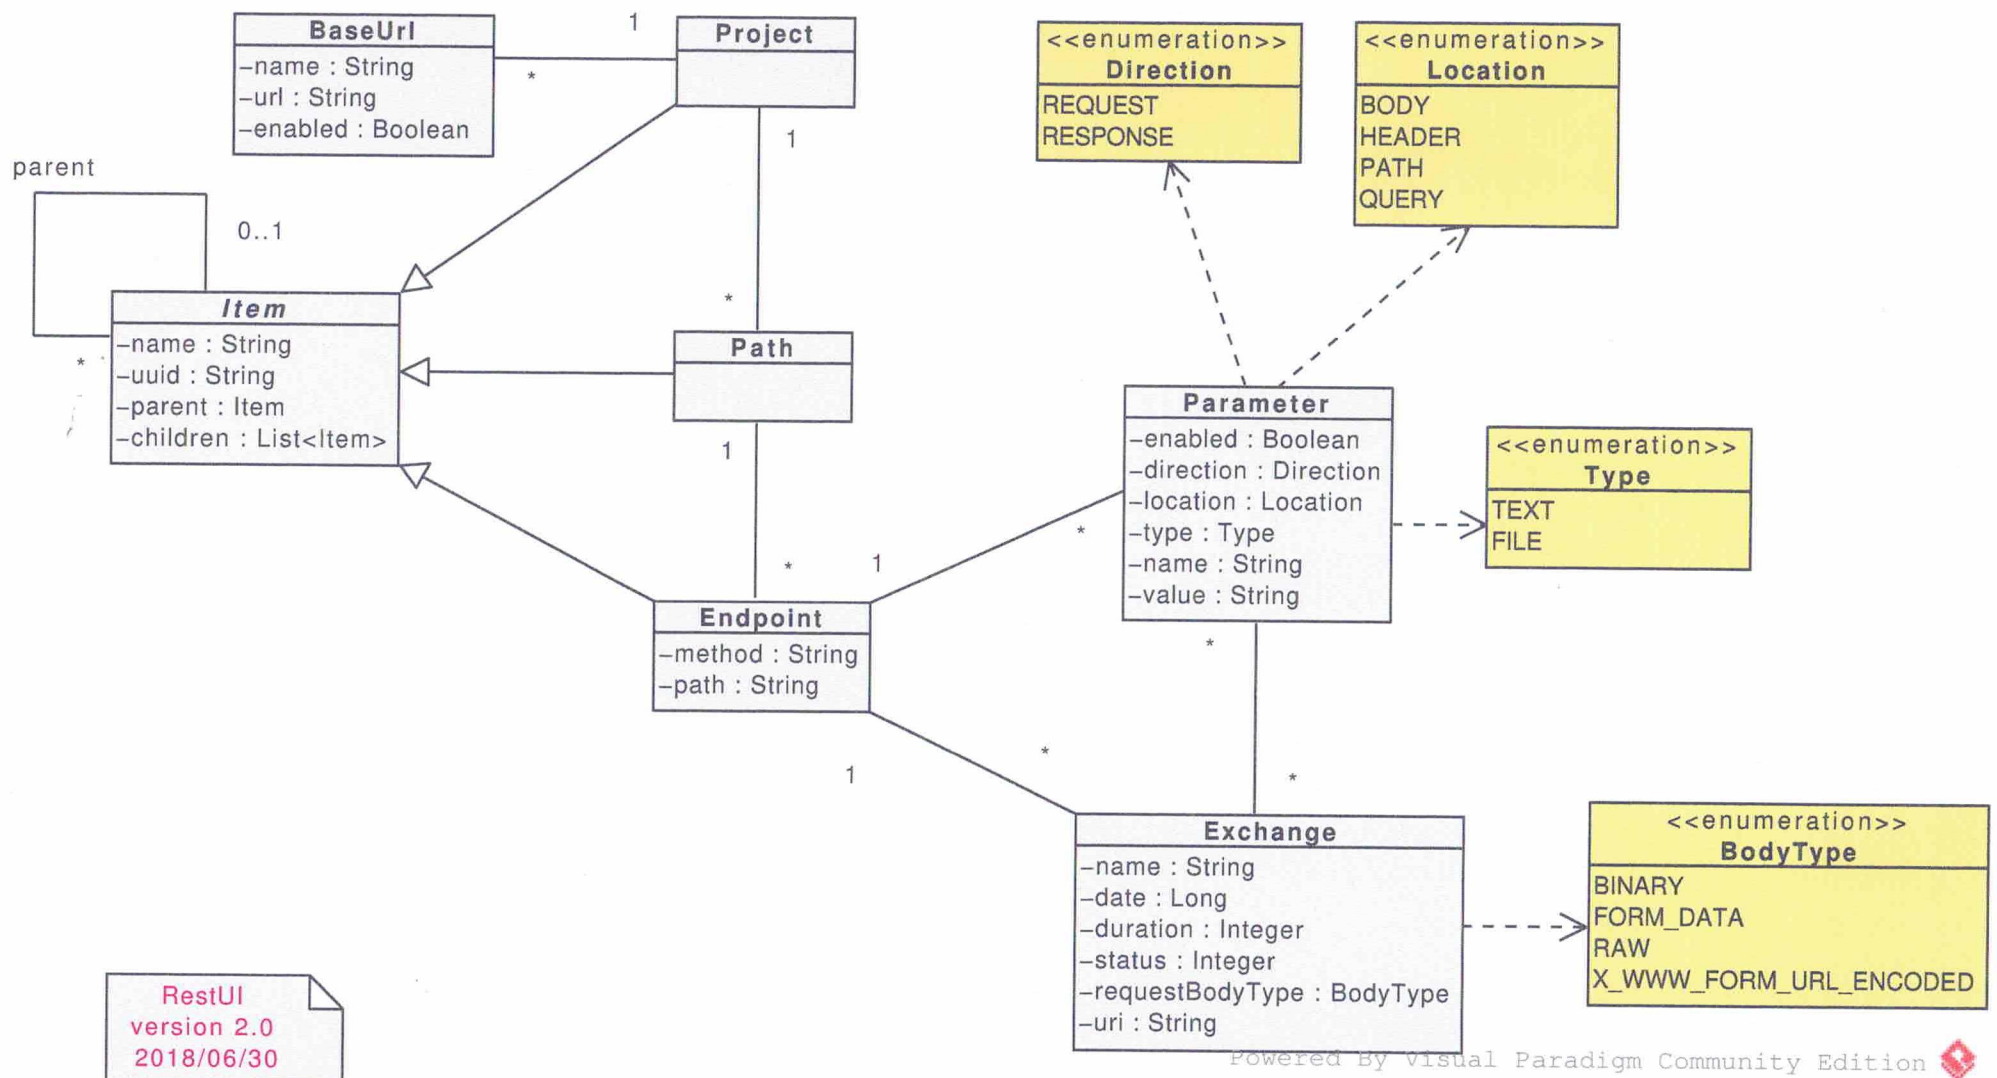 BaseUrl
-name : String
-url : String
-enabled : Boolean
1
*
Project
1
*
parent
0..1
*
Item
-name : String
-uuid : String
-parent : Item
-children : List<Item>
Path
1
*
Endpoint
-method : String
-path : String
1
*
1
*
<<enumeration>>
Direction
REQUEST
RESPONSE
<<enumeration>>
Location
BODY
HEADER
PATH
QUERY
Parameter
-enabled : Boolean
-direction : Direction
-location : Location
-type : Type
-name : String
-value : String
*
*
<<enumeration>>
Type
TEXT
FILE
Exchange
-name : String
-date : Long
-duration : Integer
-status : Integer
-requestBodyType : BodyType
-uri : String
<<enumeration>>
BodyType
BINARY
FORM_DATA
RAW
X_WWW_FORM_URL_ENCODED
RestUI
version 2.0
2018/06/30
Powered By Visual Paradigm Community Edition